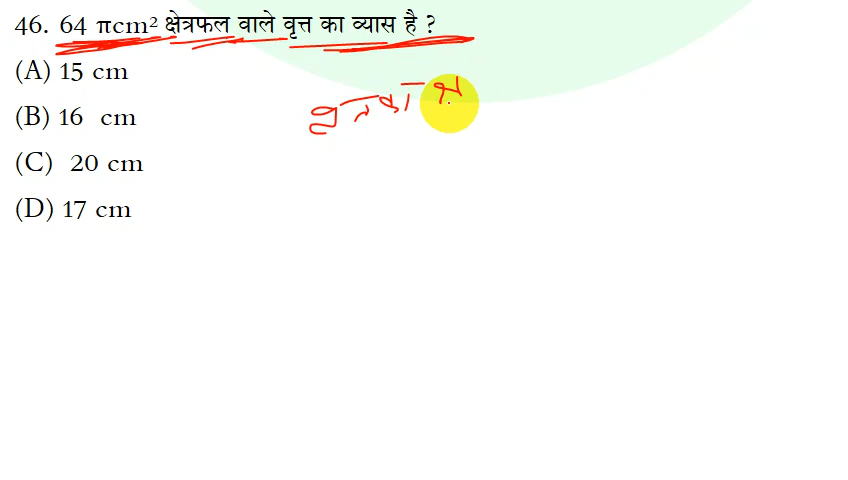 46. 64 πcm² क्षेत्रफल वाले वृत्त का व्यास है ?
(A) 15 cm
(B) 16 cm
(C) 20 cm
(D) 17 cm